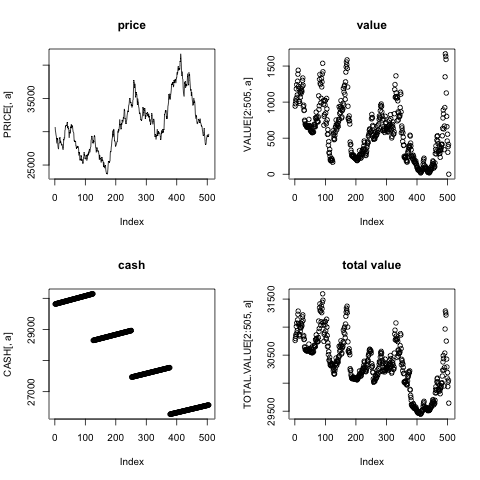 price
PRICE[, a]
25000
35000
0 100 200 300 400 500
Index
value
VALUE[2:505, a]
0
500
1000
1500
0 100 200 300 400 500
Index
cash
CASH[, a]
27000
29000
0 100 200 300 400 500
Index
total value
TOTAL.VALUE[2:505, a]
29500
30500
31500
0 100 200 300 400 500
Index